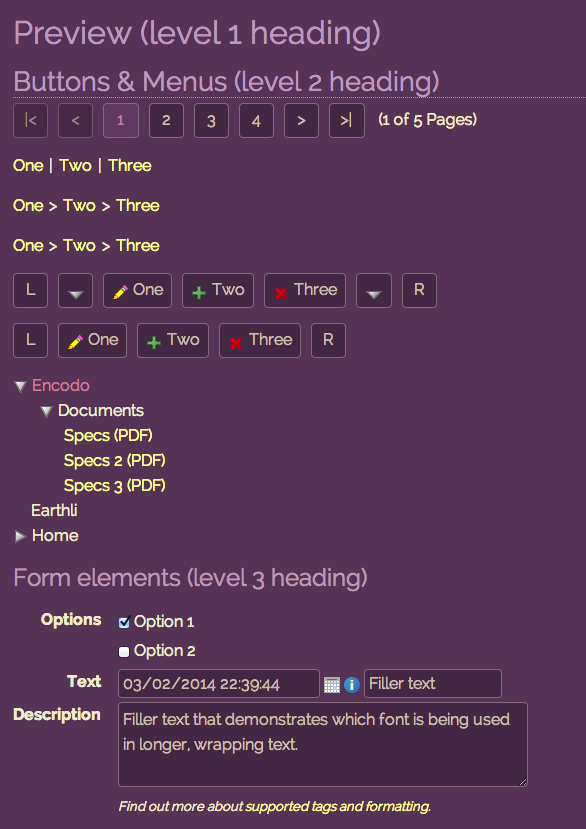 Preview (level 1 heading)
Buttons & Menus (level 2 heading)
|< < 1 2 3 4 > >| (1 of 5 Pages)
One | Two | Three
One > Two > Three
One > Two > Three
L One Two Three R
L One Two Three R
Encodo
Documents
Specs (PDF)
Specs 2 (PDF)
Specs 3 (PDF)
Earthli
Home
Form elements (level 3 heading)
Options Option 1
Option 2
Text 03/02/2014 22:39:44 Filler text
Description Filler text that demonstrates which font is being used
in longer, wrapping text.
Find out more about supported tags and formatting.